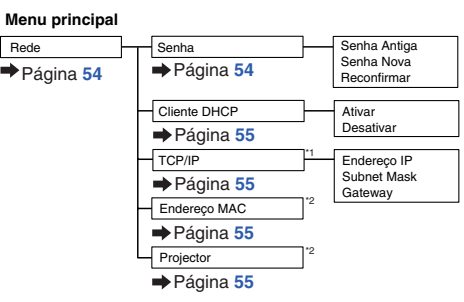 Menu principal
Rede
➡Página 54
Senha
➡Página 54
Senha Antiga
Senha Nova
Reconfirmar
Cliente DHCP
➡Página 55
Ativar
Desativar
TCP/IP *1
➡Página 55
Endereço IP
Subnet Mask
Gateway
Endereço MAC *2
➡Página 55
Projector *2
➡Página 55